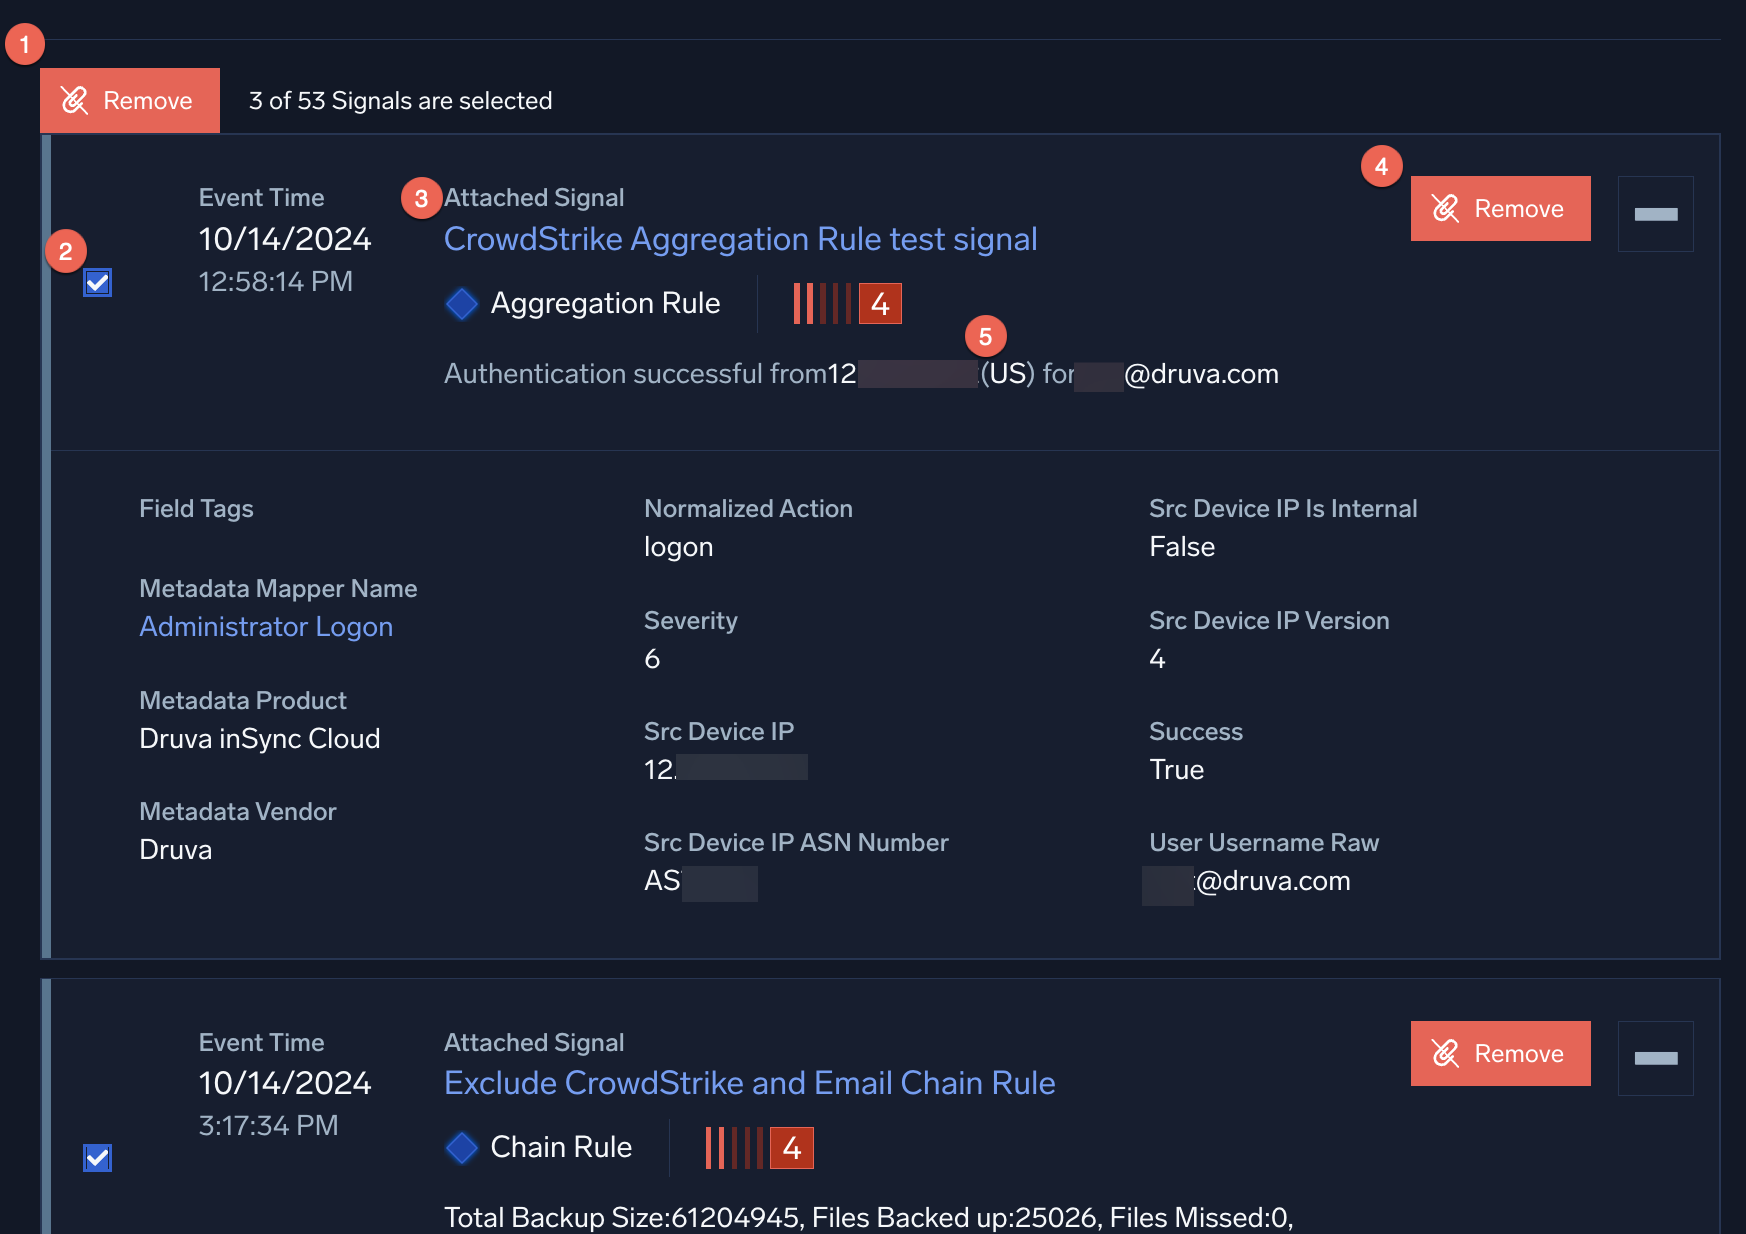 1
Remove
3 of 53 Signals are selected
Event Time
10/14/2024
12:58:14 PM
2
3
Attached Signal
CrowdStrike Aggregation Rule test signal
Aggregation Rule
4
5
Authentication successful from12 (US) for @druva.com
4
Remove
Field Tags
Metadata Mapper Name
Administrator Logon
Metadata Product
Druva inSync Cloud
Metadata Vendor
Druva
Normalized Action
logon
Severity
6
Src Device IP
12.
Src Device IP ASN Number
AS
Src Device IP Is Internal
False
Src Device IP Version
4
Success
True
User Username Raw
@druva.com
Event Time
10/14/2024
3:17:34 PM
Attached Signal
Exclude CrowdStrike and Email Chain Rule
Chain Rule
4
Total Backup Size:61204945, Files Backed up:25026, Files Missed:0,
Remove